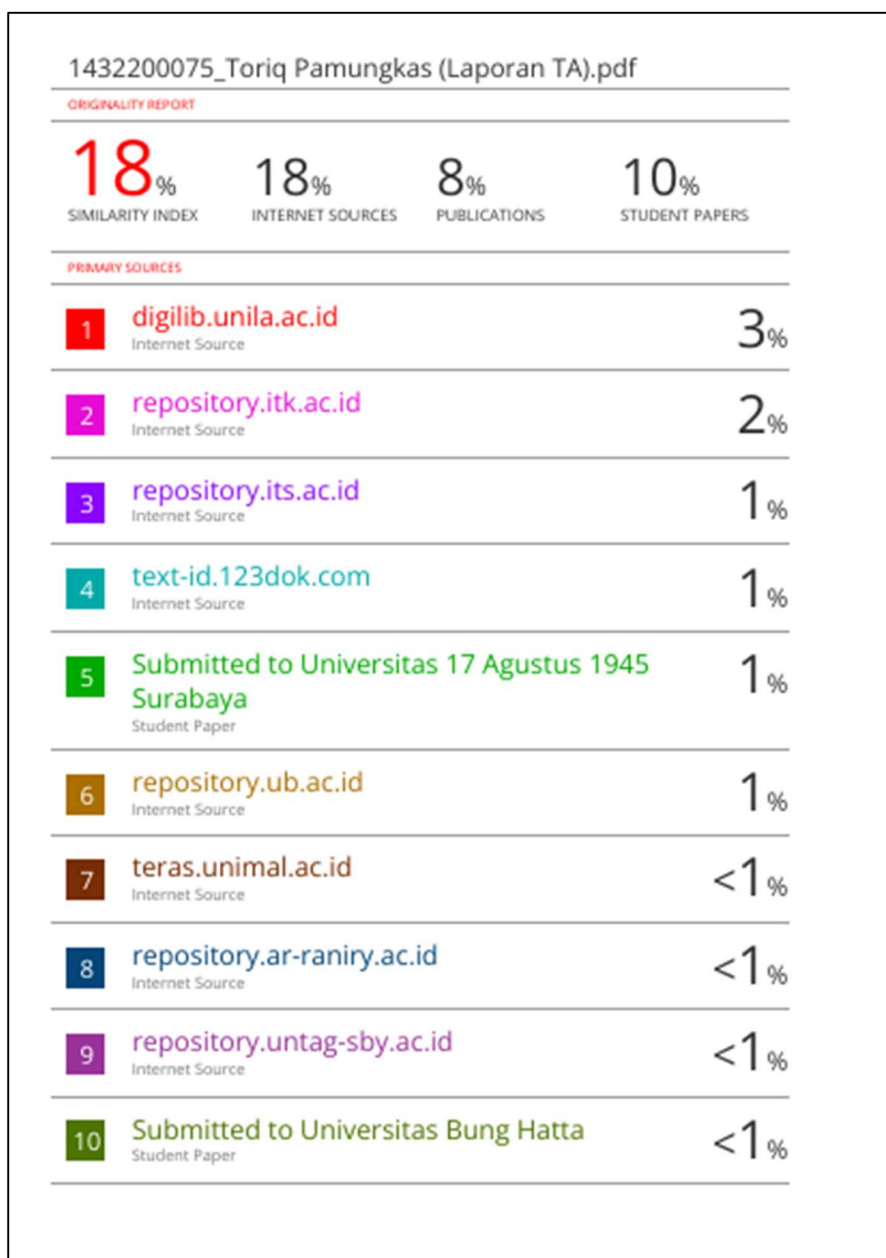 1432200075_Toriq Pamungkas (Laporan TA).pdf
ORIGINALITY REPORT
18% 18% 8% 10%
SIMILARITY INDEX INTERNET SOURCES PUBLICATIONS STUDENT PAPERS
PRIMARY SOURCES
1 digilib.unila.ac.id 3%
Internet Source
2 repository.itk.ac.id 2%
Internet Source
3 repository.its.ac.id 1%
Internet Source
4 text-id.123dok.com 1%
Internet Source
5 Submitted to Universitas 17 Agustus 1945 1%
Surabaya
Student Paper
6 repository.ub.ac.id 1%
Internet Source
7 teras.unimal.ac.id <1%
Internet Source
8 repository.ar-raniry.ac.id <1%
Internet Source
9 repository.untag-sby.ac.id <1%
Internet Source
10 Submitted to Universitas Bung Hatta <1%
Student Paper